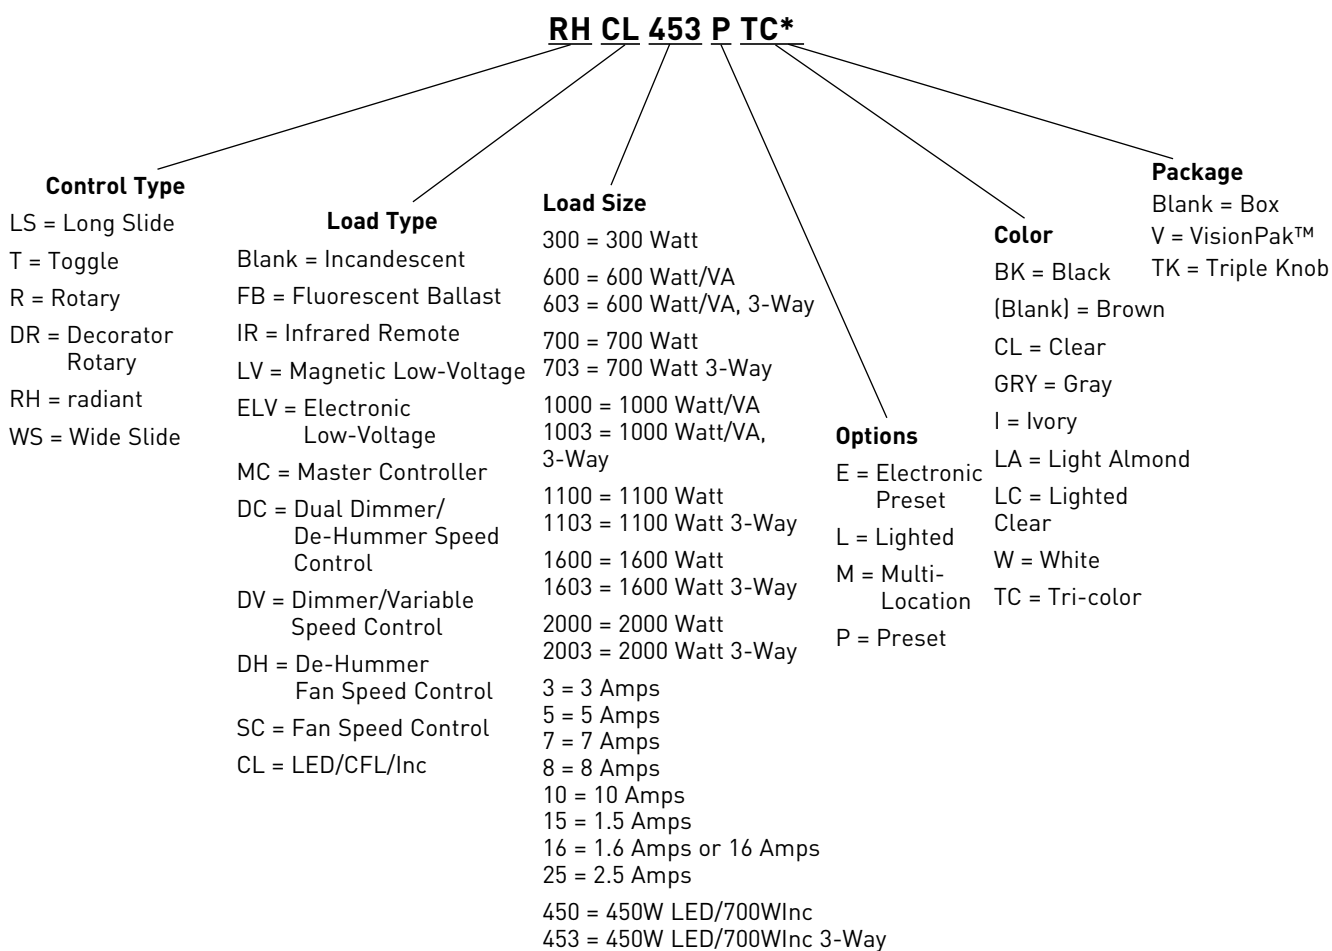 RH CL 453 P TC*
Control Type
LS = Long Slide
T = Toggle
R = Rotary
DR = Decorator
Rotary
RH = radiant
WS = Wide Slide
Load Type
Blank = Incandescent
FB = Fluorescent Ballast
IR = Infrared Remote
LV = Magnetic Low-Voltage
ELV = Electronic
Low-Voltage
MC = Master Controller
DC = Dual Dimmer/
De-Hummer Speed
Control
DV = Dimmer/Variable
Speed Control
DH = De-Hummer
Fan Speed Control
SC = Fan Speed Control
CL = LED/CFL/Inc
Load Size
300 = 300 Watt
600 = 600 Watt/VA
603 = 600 Watt/VA, 3-Way
700 = 700 Watt
703 = 700 Watt 3-Way
1000 = 1000 Watt/VA
1003 = 1000 Watt/VA,
3-Way
1100 = 1100 Watt
1103 = 1100 Watt 3-Way
1600 = 1600 Watt
1603 = 1600 Watt 3-Way
2000 = 2000 Watt
2003 = 2000 Watt 3-Way
3 = 3 Amps
5 = 5 Amps
7 = 7 Amps
8 = 8 Amps
10 = 10 Amps
15 = 1.5 Amps
16 = 1.6 Amps or 16 Amps
25 = 2.5 Amps
450 = 450W LED/700WInc
453 = 450W LED/700WInc 3-Way
Options
E = Electronic
Preset
L = Lighted
M = Multi-
Location
P = Preset
Color
BK = Black
(Blank) = Brown
CL = Clear
GRY = Gray
I = Ivory
LA = Light Almond
LC = Lighted
Clear
W = White
TC = Tri-color
Package
Blank = Box
V = VisionPak™
TK = Triple Knob